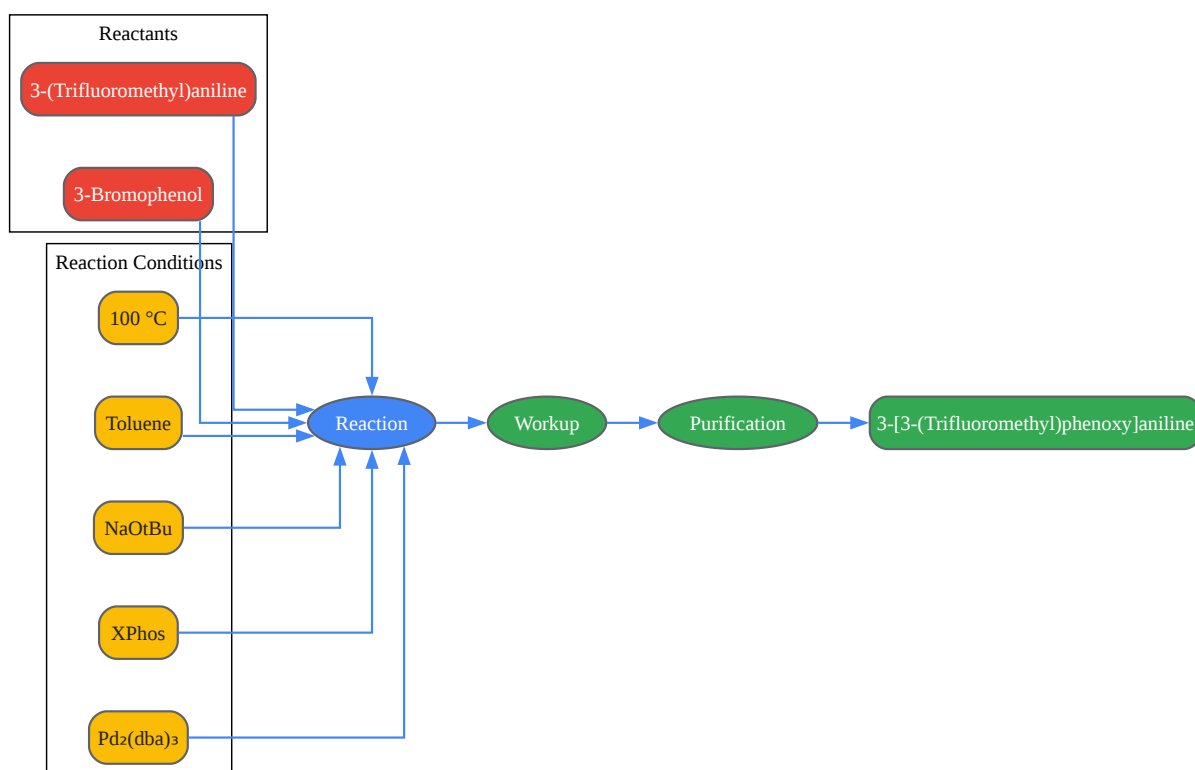 Reactants
3-(Trifluoromethyl)aniline
3-Bromophenol
Reaction Conditions
100 °C
Toluene
NaOtBu
XPhos
Pd₂(dba)₃
Reaction
Workup
Purification
3-[3-(Trifluoromethyl)phenoxy]aniline